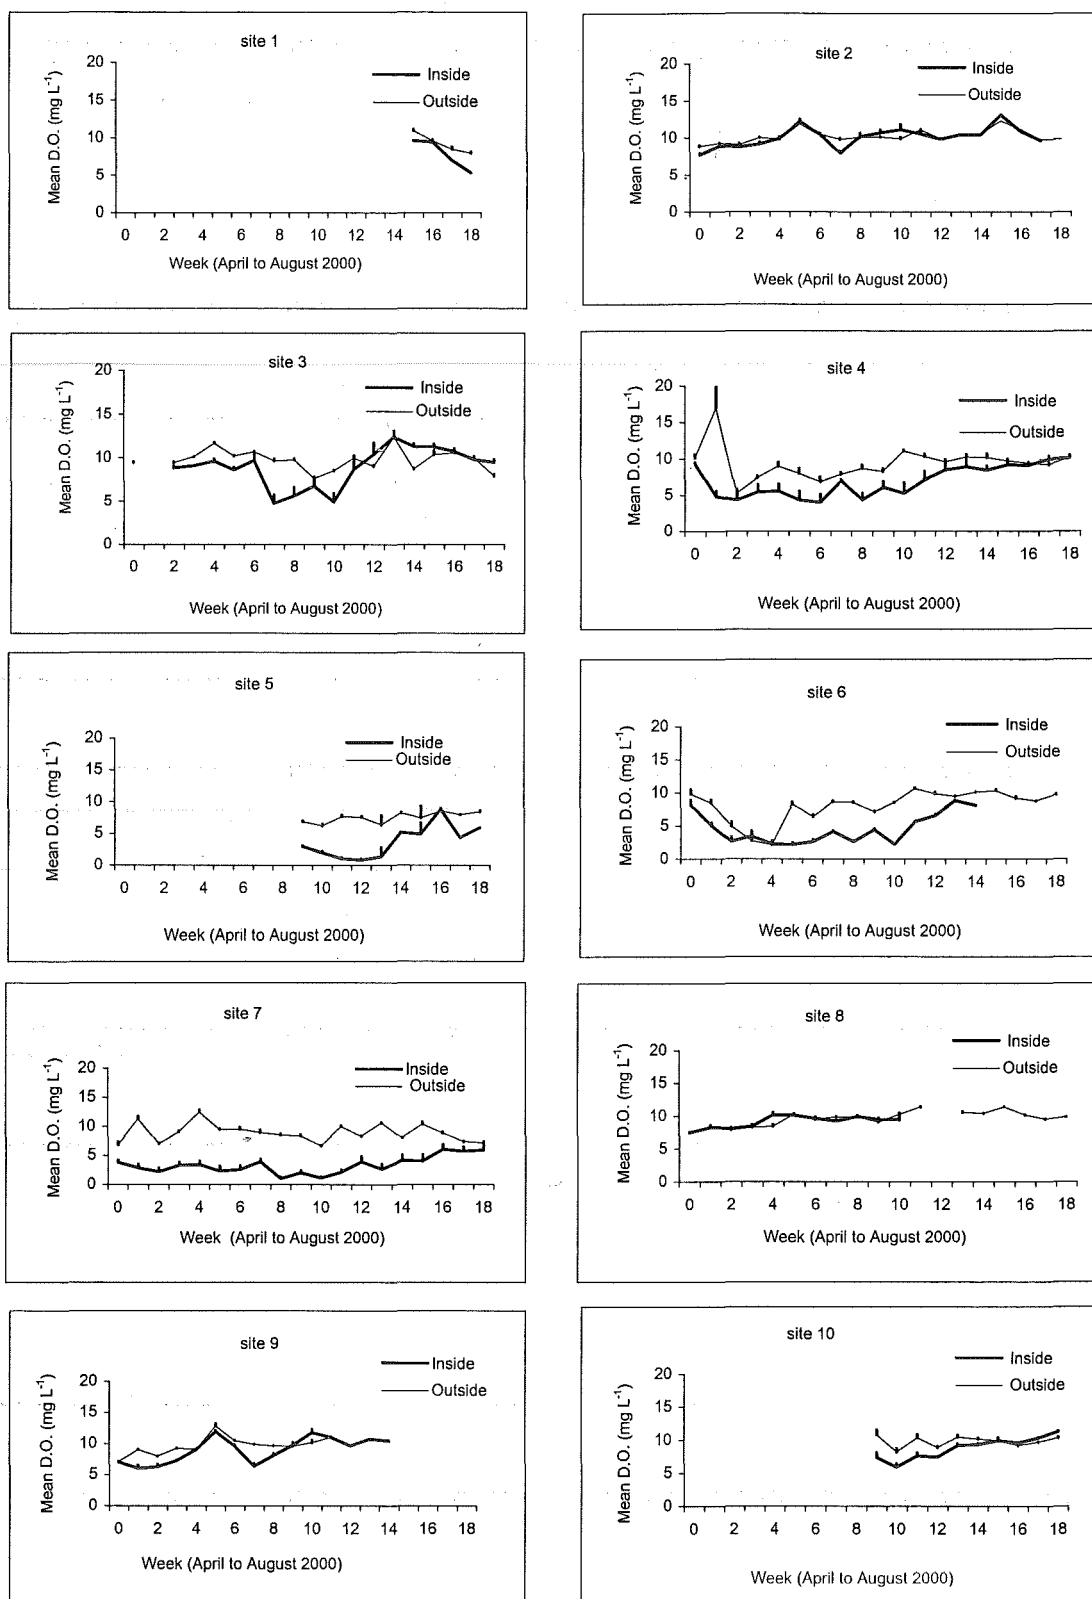 site 1
Mean D.O. (mg L-1)
20
15
10
5
0
Inside
Outside
0 2 4 6 8 10 12 14 16 18
Week (April to August 2000)
site 2
Mean D.O. (mg L-1)
20
15
10
5
0
Inside
Outside
0 2 4 6 8 10 12 14 16 18
Week (April to August 2000)
site 3
Mean D.O. (mg L-1)
20
15
10
5
0
Inside
Outside
0 2 4 6 8 10 12 14 16 18
Week (April to August 2000)
site 4
Mean D.O. (mg L-1)
20
15
10
5
0
Inside
Outside
0 2 4 6 8 10 12 14 16 18
Week (April to August 2000)
site 5
Mean D.O. (mg L-1)
20
15
10
5
0
Inside
Outside
0 2 4 6 8 10 12 14 16 18
Week (April to August 2000)
site 6
Mean D.O. (mg L-1)
20
15
10
5
0
Inside
Outside
0 2 4 6 8 10 12 14 16 18
Week (April to August 2000)
site 7
Mean D.O. (mg L-1)
20
15
10
5
0
Inside
Outside
0 2 4 6 8 10 12 14 16 18
Week (April to August 2000)
site 8
Mean D.O. (mg L-1)
20
15
10
5
0
Inside
Outside
0 2 4 6 8 10 12 14 16 18
Week (April to August 2000)
site 9
Mean D.O. (mg L-1)
20
15
10
5
0
Inside
Outside
0 2 4 6 8 10 12 14 16 18
Week (April to August 2000)
site 10
Mean D.O. (mg L-1)
20
15
10
5
0
Inside
Outside
0 2 4 6 8 10 12 14 16 18
Week (April to August 2000)